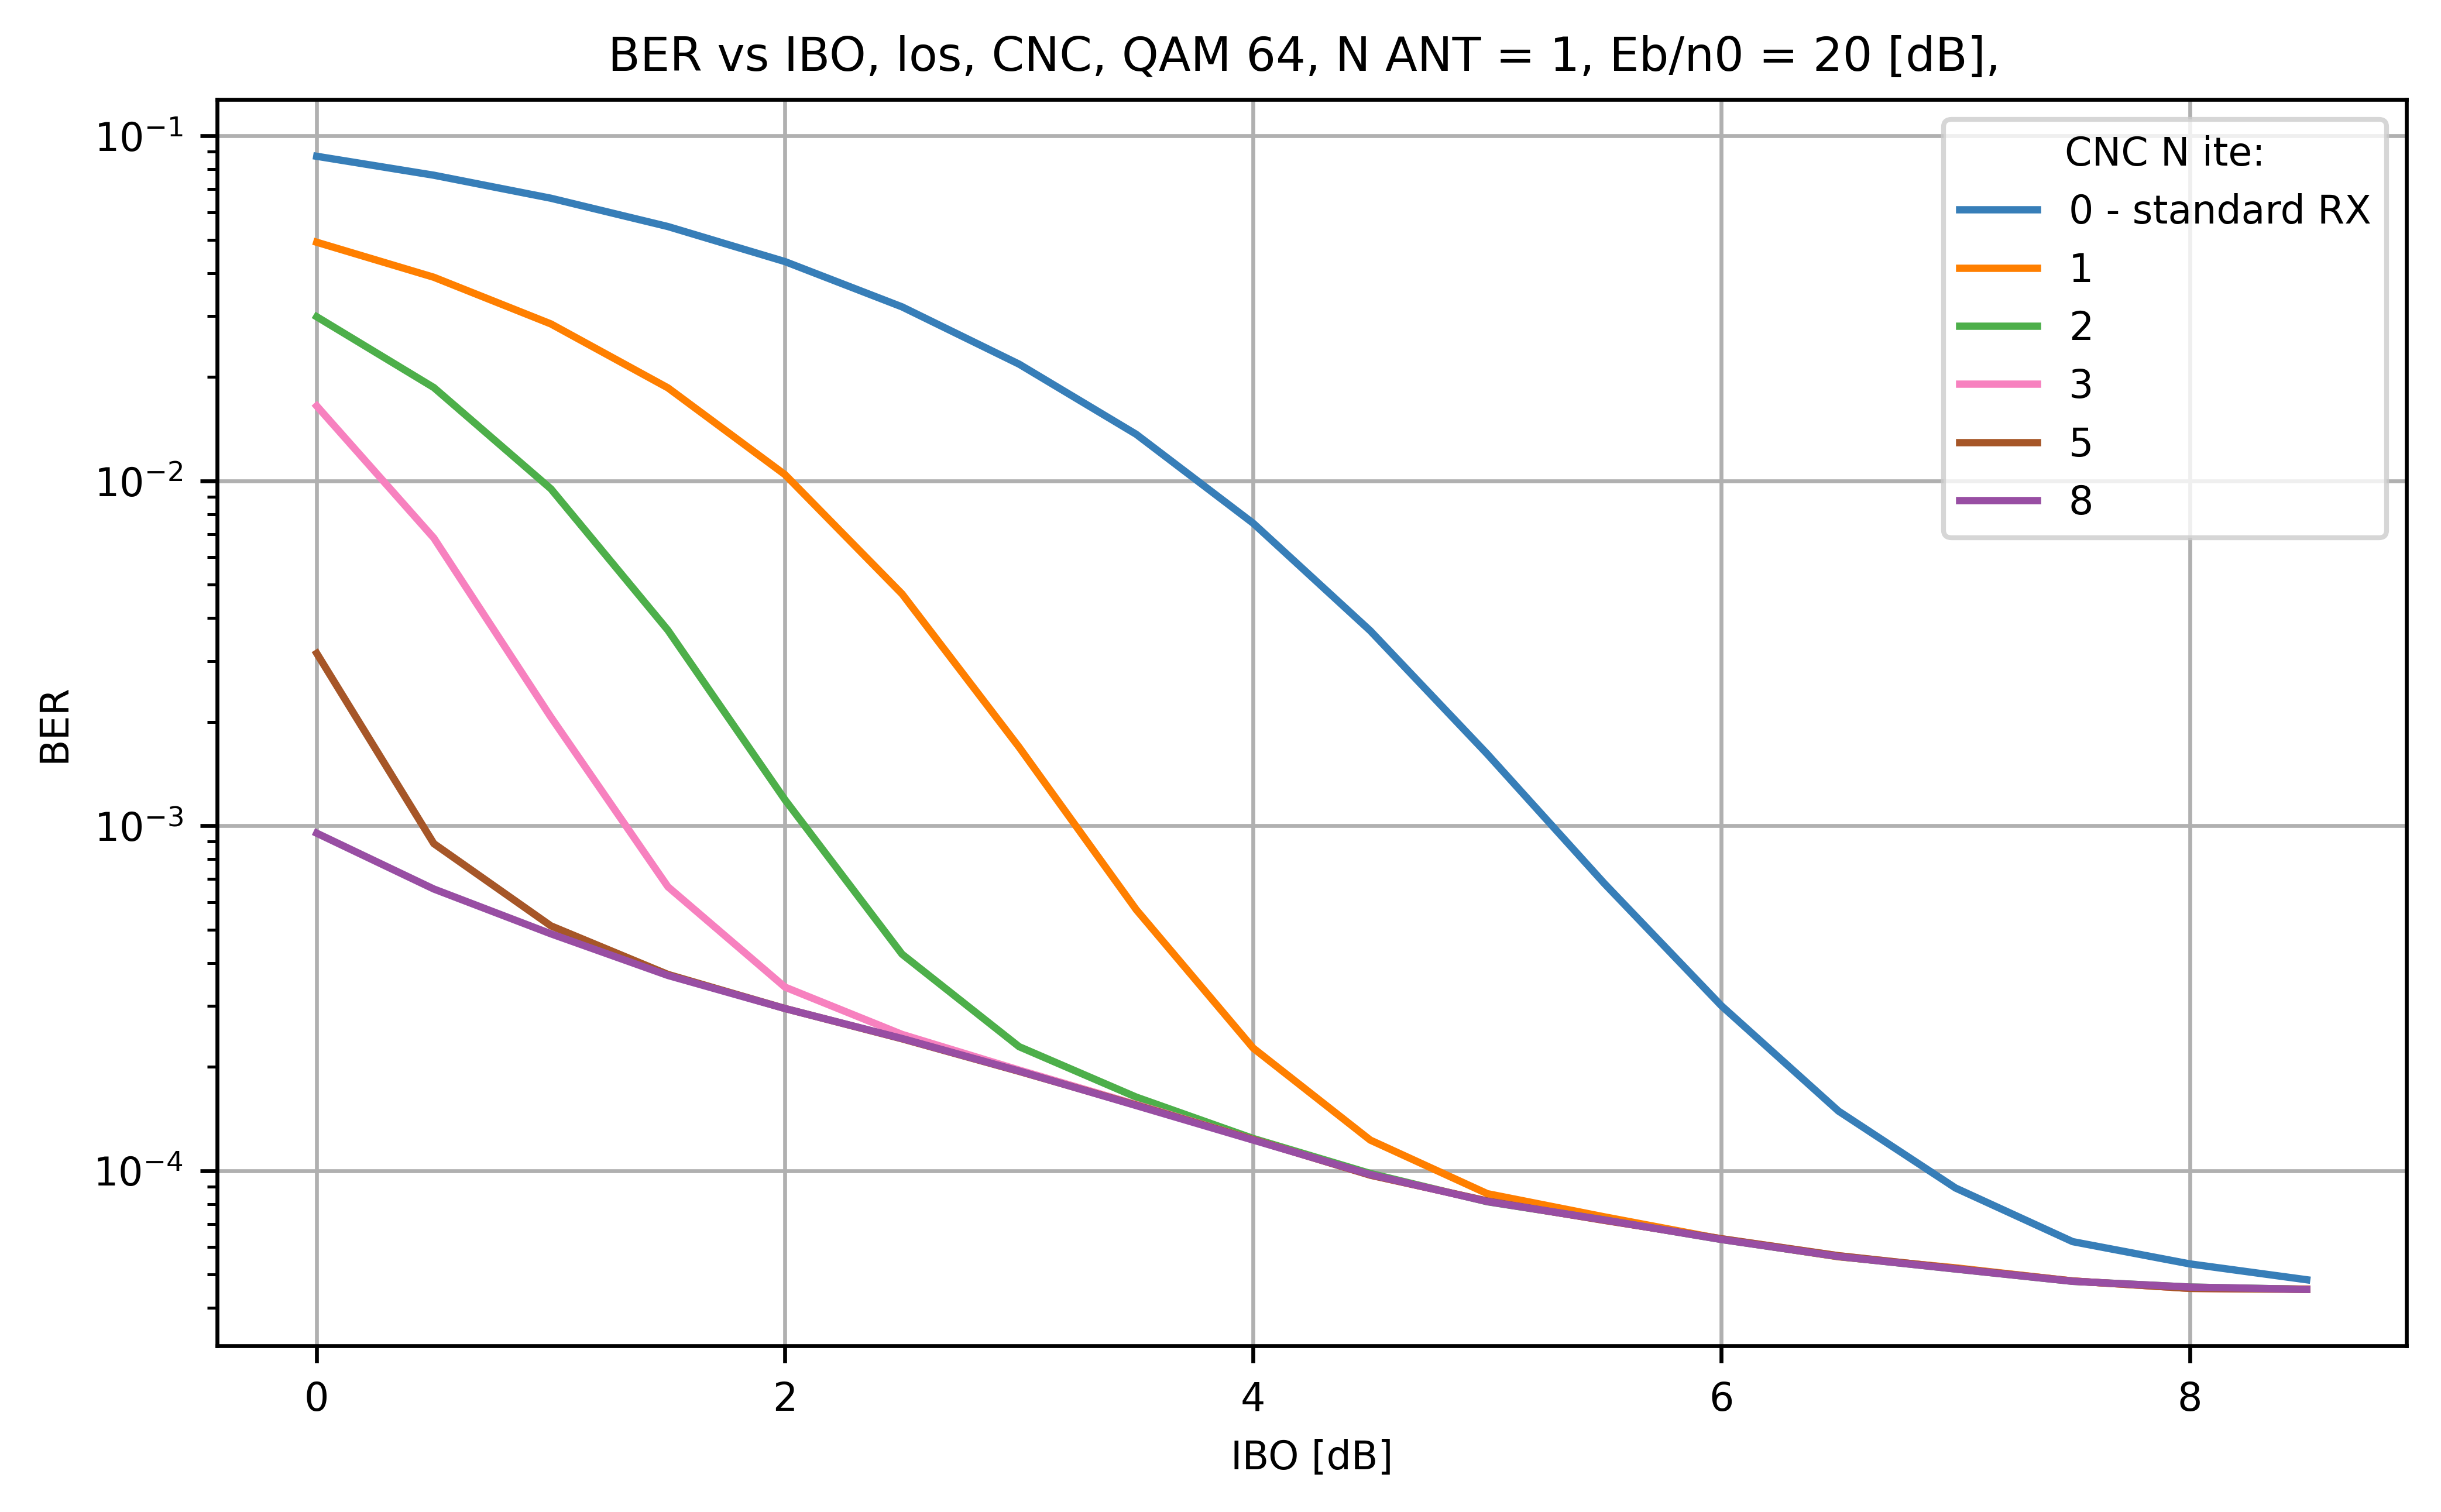 BER vs IBO, los, CNC, QAM 64, N ANT = 1, Eb/n0 = 20 [dB],
CNC N ite:
0 - standard RX
1
2
3
5
8
10⁻¹
10⁻²
10⁻³
10⁻⁴
BER
0 2 4 6 8
IBO [dB]